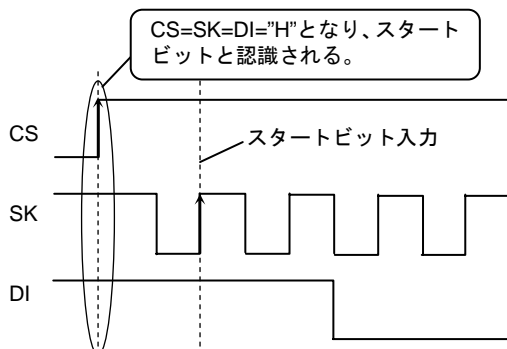 CS=SK=DI=”H”となり、スタート
ビットと認識される。
CS
スタートビット入力
SK
DI